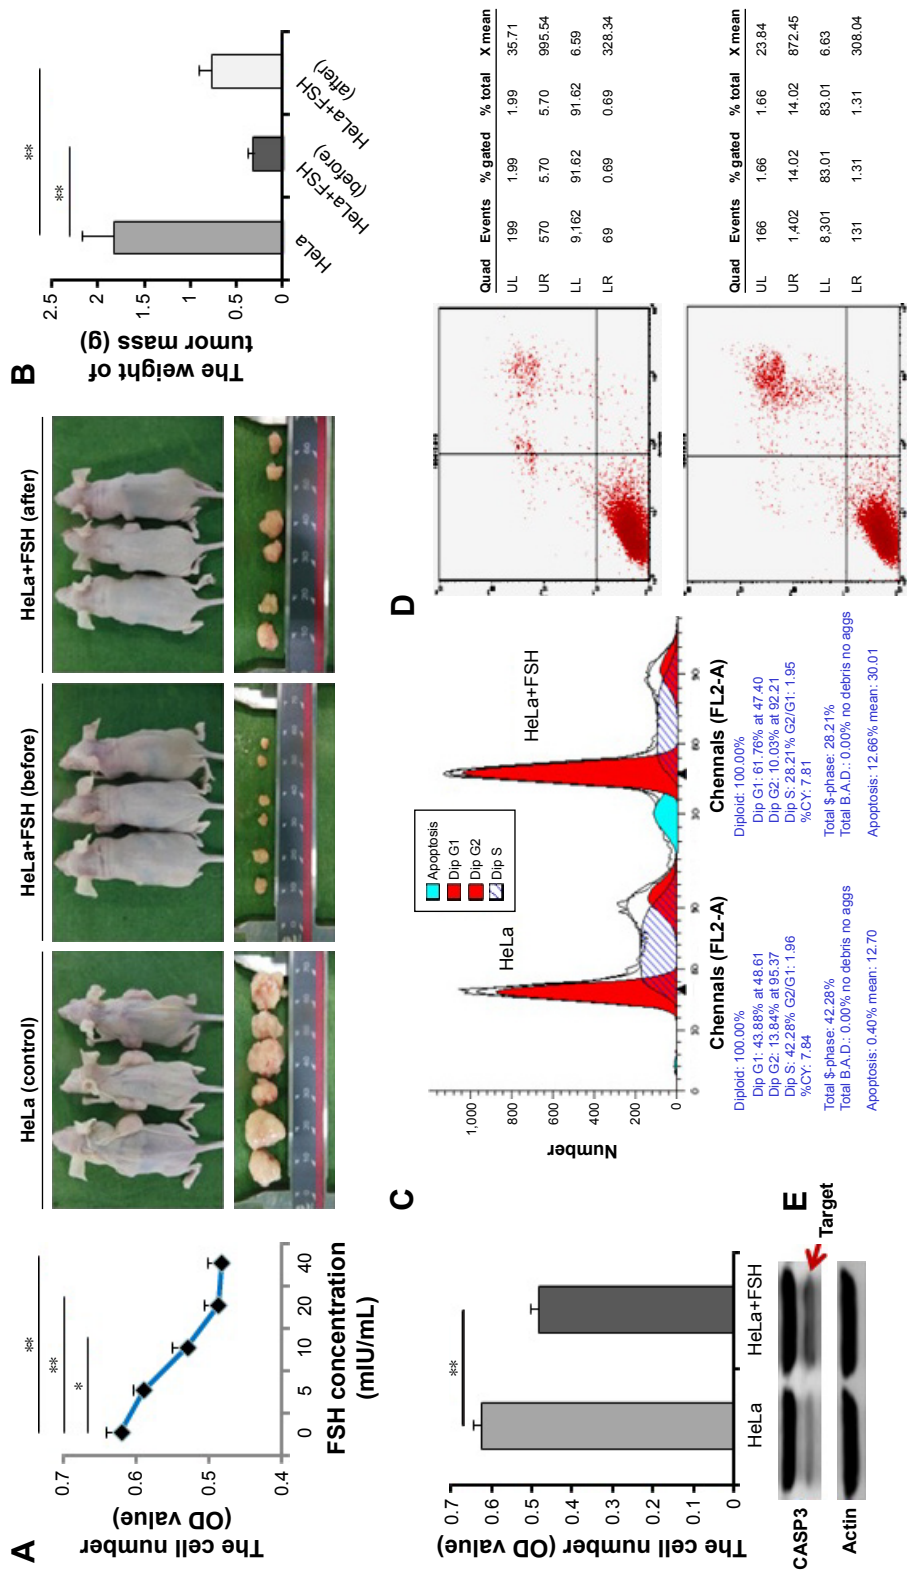 A
The cell number
(OD value)
0.7
0.6
0.5
0.4
0
5
10
20
40
FSH concentration
(mIU/mL)
*
**
**
HeLa (control)
HeLa+FSH (before)
HeLa+FSH (after)
B
The weight of
tumor mass (g)
2.5
2
1.5
1
0.5
0
**
**
HeLa
HeLa+FSH
(before)
HeLa+FSH
(after)
C
The cell number (OD value)
0.7
0.6
0.5
0.4
0.3
0.2
0.1
0
**
HeLa
HeLa+FSH
Number
1,000
800
600
400
200
0
0
30
60
90
30
60
90
HeLa
HeLa+FSH
Apoptosis
Dip G1
Dip G2
Dip S
Chennals (FL2-A)
Diploid: 100.00%
Dip G1: 43.88% at 48.61
Dip G2: 13.84% at 95.37
Dip S: 42.28% G2/G1: 1.96
%CY: 7.84
Total $-phase: 42.28%
Total B.A.D.: 0.00% no debris no aggs
Apoptosis: 0.40% mean: 12.70
Chennals (FL2-A)
Diploid: 100.00%
Dip G1: 61.76% at 47.40
Dip G2: 10.03% at 92.21
Dip S: 28.21% G2/G1: 1.95
%CY: 7.81
Total $-phase: 28.21%
Total B.A.D.: 0.00% no debris no aggs
Apoptosis: 12.66% mean: 30.01
D
Quad Events % gated % total X mean
UL 199 1.99 1.99 35.71
UR 570 5.70 5.70 995.54
LL 9,162 91.62 91.62 6.59
LR 69 0.69 0.69 328.34
Quad Events % gated % total X mean
UL 166 1.66 1.66 23.84
UR 1,402 14.02 14.02 872.45
LL 8,301 83.01 83.01 6.63
LR 131 1.31 1.31 308.04
E
CASP3
Target
Actin